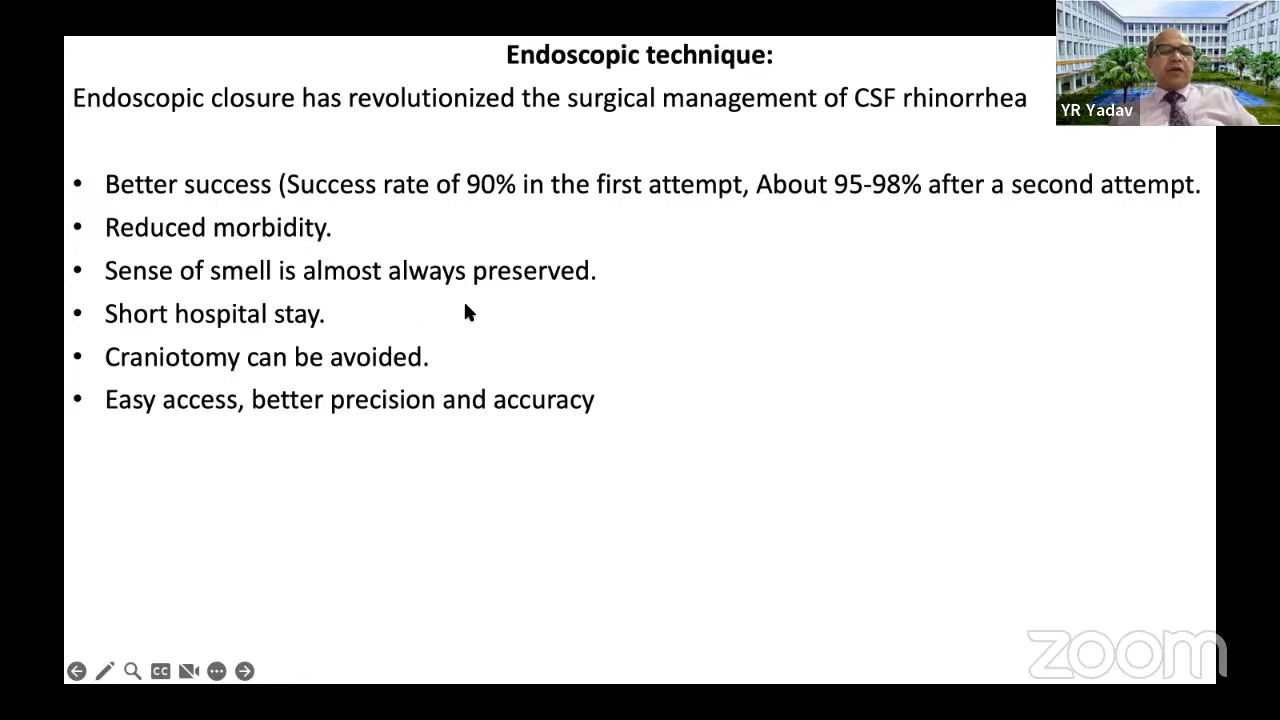 Endoscopic technique:
Endoscopic closure has revolutionized the surgical management of CSF rhinorrhea
YR Yadav
• Better success (Success rate of 90% in the first attempt, About 95-98% after a second attempt.
• Reduced morbidity.
• Sense of smell is almost always preserved.
• Short hospital stay.
• Craniotomy can be avoided.
• Easy access, better precision and accuracy
CC
zoom